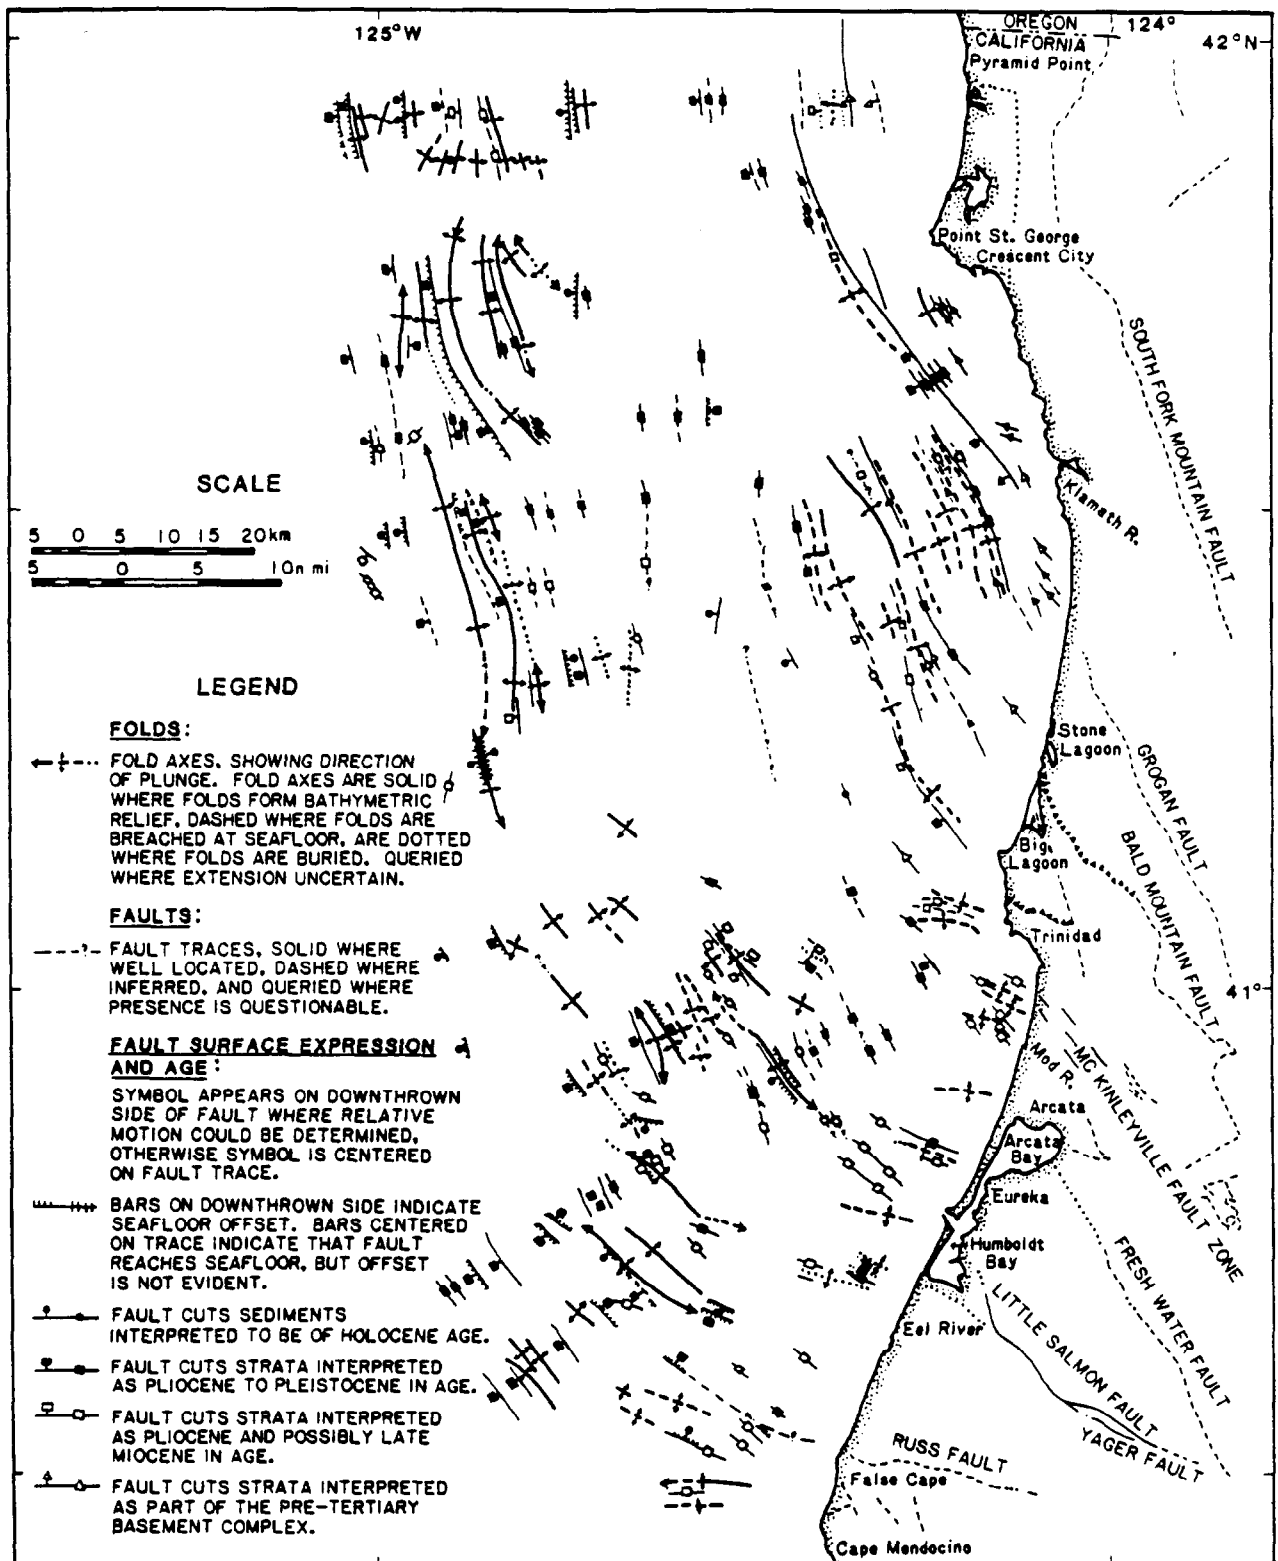 125°W
OREGON
CALIFORNIA
124°
42°N
Pyramid Point
Point St. George
Crescent City
SOUTH FORK MOUNTAIN FAULT
Klamath R.
SCALE
5 0 5 10 15 20km
5 0 5 10n mi
Stone
Lagoon
GROGAN FAULT
BALD MOUNTAIN FAULT
Big
Lagoon
Trinidad
41°
Mad R.
MC KINLEYVILLE FAULT ZONE
Arcata
Arcata
Bay
Eureka
Humboldt
Bay
FRESH WATER FAULT
Eel River
LITTLE SALMON FAULT
YAGER FAULT
RUSS FAULT
False Cape
Cape Mendocino
LEGEND
FOLDS:
FOLD AXES, SHOWING DIRECTION
OF PLUNGE. FOLD AXES ARE SOLID
WHERE FOLDS FORM BATHYMETRIC
RELIEF, DASHED WHERE FOLDS ARE
BREACHED AT SEAFLOOR, ARE DOTTED
WHERE FOLDS ARE BURIED. QUERIED
WHERE EXTENSION UNCERTAIN.
FAULTS:
?
FAULT TRACES, SOLID WHERE
WELL LOCATED, DASHED WHERE
INFERRED, AND QUERIED WHERE
PRESENCE IS QUESTIONABLE.
FAULT SURFACE EXPRESSION
AND AGE:
SYMBOL APPEARS ON DOWNTHROWN
SIDE OF FAULT WHERE RELATIVE
MOTION COULD BE DETERMINED,
OTHERWISE SYMBOL IS CENTERED
ON FAULT TRACE.
BARS ON DOWNTHROWN SIDE INDICATE
SEAFLOOR OFFSET. BARS CENTERED
ON TRACE INDICATE THAT FAULT
REACHES SEAFLOOR, BUT OFFSET
IS NOT EVIDENT.
FAULT CUTS SEDIMENTS
INTERPRETED TO BE OF HOLOCENE AGE.
FAULT CUTS STRATA INTERPRETED
AS PLIOCENE TO PLEISTOCENE IN AGE.
FAULT CUTS STRATA INTERPRETED
AS PLIOCENE AND POSSIBLY LATE
MIOCENE IN AGE.
FAULT CUTS STRATA INTERPRETED
AS PART OF THE PRE-TERTIARY
BASEMENT COMPLEX.